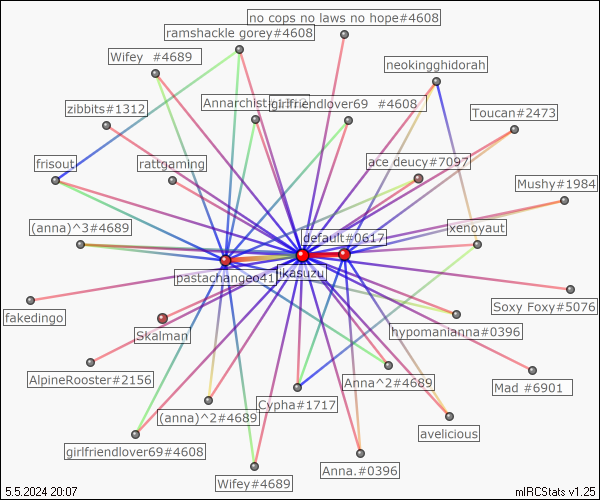 no cops no laws no hope#4608
ramshackle gorey#4608
Wifey #4689
neokingghidorah
zibbits#1312
girlfriendlover69 #4608
Toucan#2473
frisout
rattgaming
ace deucy#7097
Mushy#1984
(anna)^3#4689
xenoyaut
default#0617
fakedingo
Soxy Foxy#5076
Skalman
hypomanianna#0396
AlpineRooster#2156
Anna^2#4689
Mad #6901
(anna)^2#4689
Cypha#1717
avelicious
girlfriendlover69#4608
Wifey#4689
Anna.#0396
5.5.2024 20:07
mIRCStats v1.25